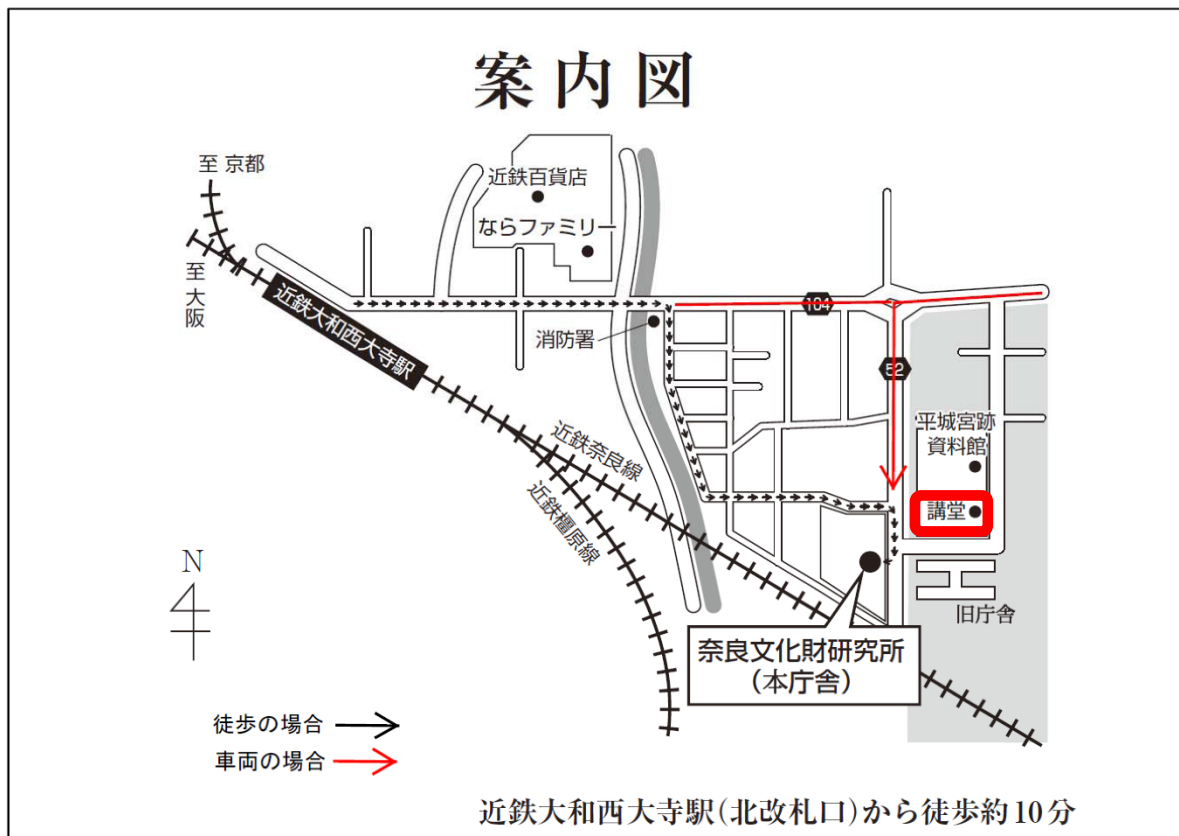 案内図
至 京都
近鉄百貨店
ならファミリー
至 大阪
近鉄大和西大寺駅
消防署
104
52
平城宮跡
資料館
講堂
近鉄奈良線
近鉄橿原線
N
旧庁舎
奈良文化財研究所
（本庁舎）
徒歩の場合
車両の場合
近鉄大和西大寺駅(北改札口)から徒歩約10分